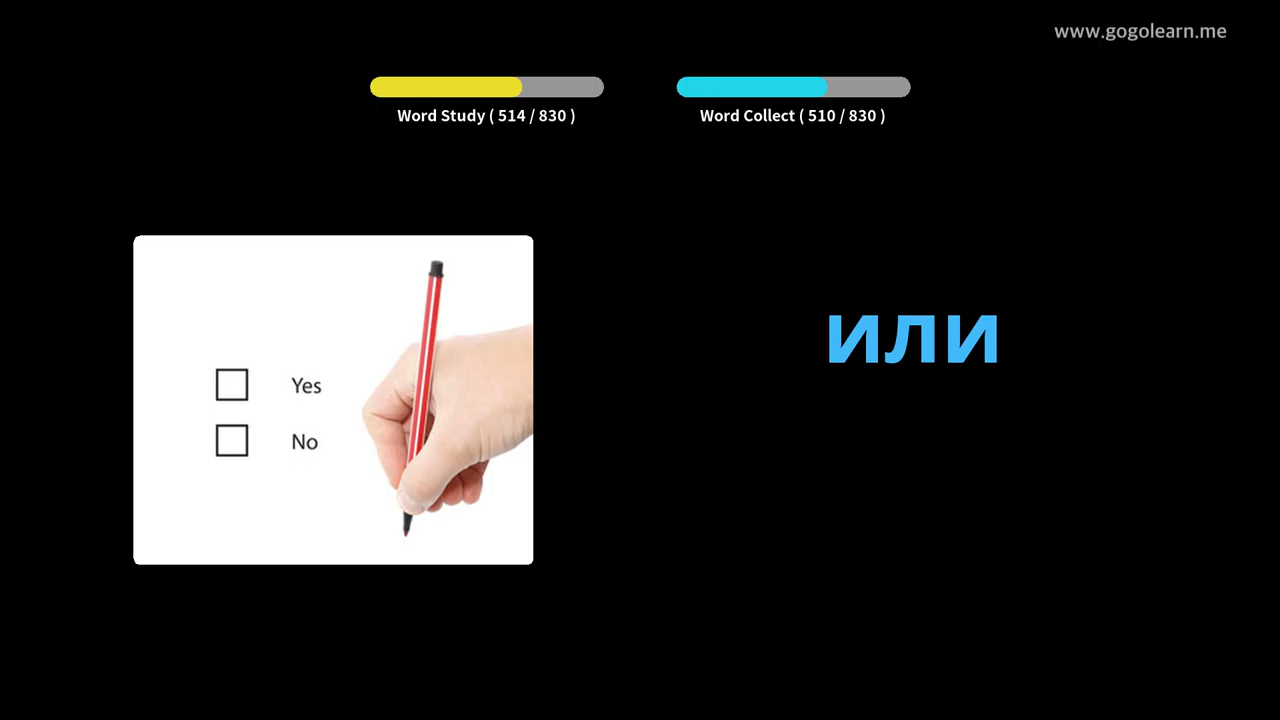 www.gogolearn.me
Word Study ( 514 / 830 )
Word Collect ( 510 / 830 )
Yes
No
или